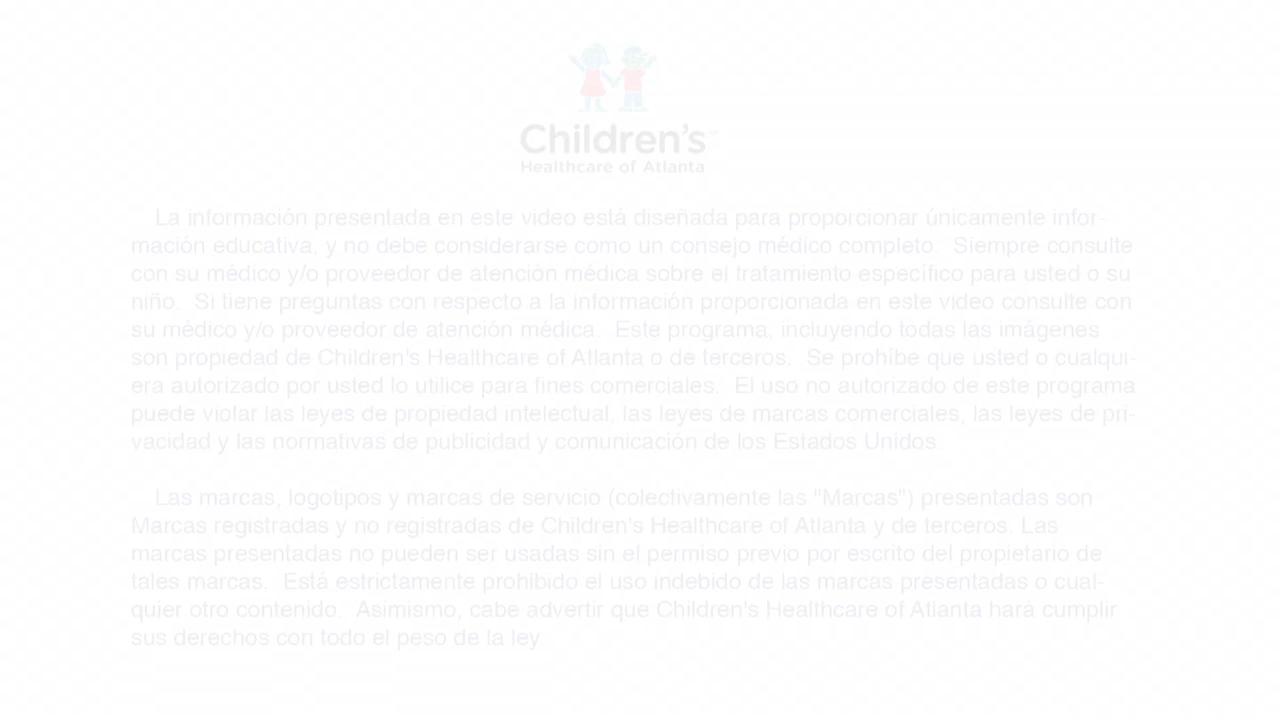 Children's
Healthcare of Atlanta
La información presentada en este video está diseñada para proporcionar únicamente infor-
mación educativa, y no debe considerarse como un consejo médico completo. Siempre consulte
con su médico y/o proveedor de atención médica sobre el tratamiento específico para usted o su
niño. Si tiene preguntas con respecto a la información proporcionada en este video consulte con
su médico y/o proveedor de atención médica. Este programa, incluyendo todas las imágenes
son propiedad de Children's Healthcare of Atlanta o de terceros. Se prohíbe que usted o cualqui-
era autorizado por usted lo utilice para fines comerciales. El uso no autorizado de este programa
puede violar las leyes de propiedad intelectual, las leyes de marcas comerciales, las leyes de pri-
vacidad y las normativas de publicidad y comunicación de los Estados Unidos.
Las marcas, logotipos y marcas de servicio (colectivamente las "Marcas") presentadas son
Marcas registradas y no registradas de Children's Healthcare of Atlanta y de terceros. Las
marcas presentadas no pueden ser usadas sin el permiso previo por escrito del propietario de
tales marcas. Está estrictamente prohibido el uso indebido de las marcas presentadas o cual-
quier otro contenido. Asimismo, cabe advertir que Children's Healthcare of Atlanta hará cumplir
sus derechos con todo el peso de la ley